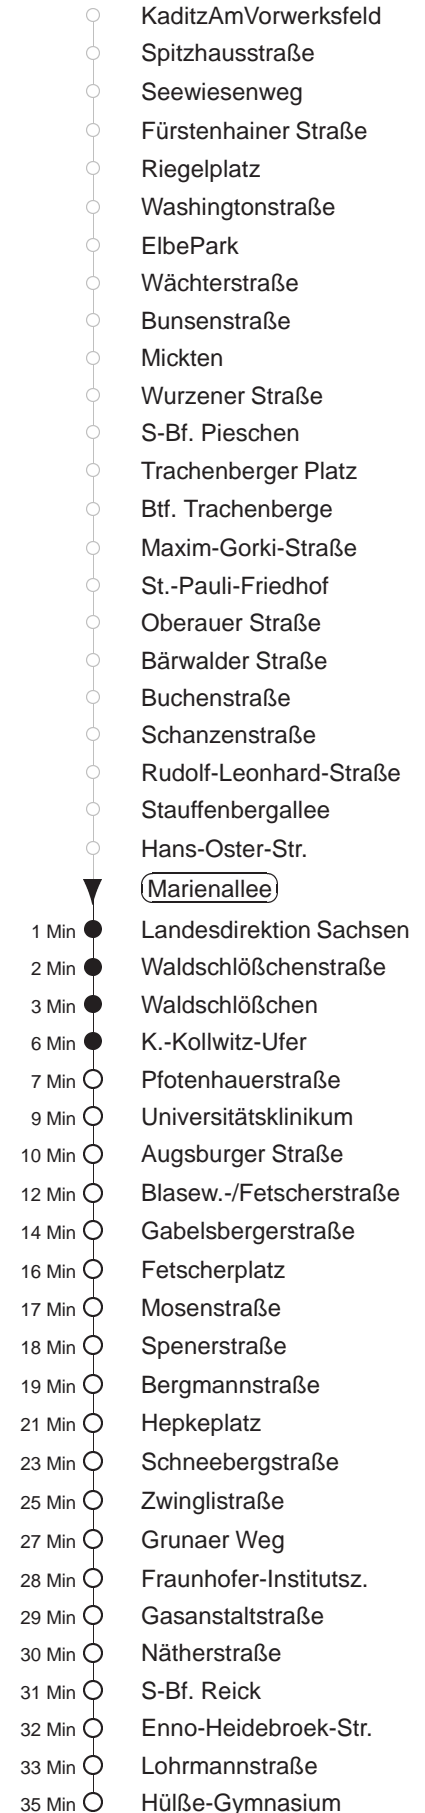 KaditzAmVorwerksfeld
Spitzhausstraße
Seewiesenweg
Fürstenhainer Straße
Riegelplatz
Washingtonstraße
ElbePark
Wächterstraße
Bunsenstraße
Mickten
Wurzener Straße
S-Bf. Pieschen
Trachenberger Platz
Btf. Trachenberge
Maxim-Gorki-Straße
St.-Pauli-Friedhof
Oberauer Straße
Bärwalder Straße
Buchenstraße
Schanzenstraße
Rudolf-Leonhard-Straße
Stauffenbergallee
Hans-Oster-Str.
Marienallee
1 Min Landesdirektion Sachsen
2 Min Waldschlößchenstraße
3 Min Waldschlößchen
6 Min K.-Kollwitz-Ufer
7 Min Pfotenhauerstraße
9 Min Universitätsklinikum
10 Min Augsburger Straße
12 Min Blasew.-/Fetscherstraße
14 Min Gabelsbergerstraße
16 Min Fetscherplatz
17 Min Mosenstraße
18 Min Spenerstraße
19 Min Bergmannstraße
21 Min Hepkeplatz
23 Min Schneebergstraße
25 Min Zwinglistraße
27 Min Grunaer Weg
28 Min Fraunhofer-Institutsz.
29 Min Gasanstaltstraße
30 Min Nätherstraße
31 Min S-Bf. Reick
32 Min Enno-Heidebroek-Str.
33 Min Lohrmannstraße
35 Min Hülße-Gymnasium